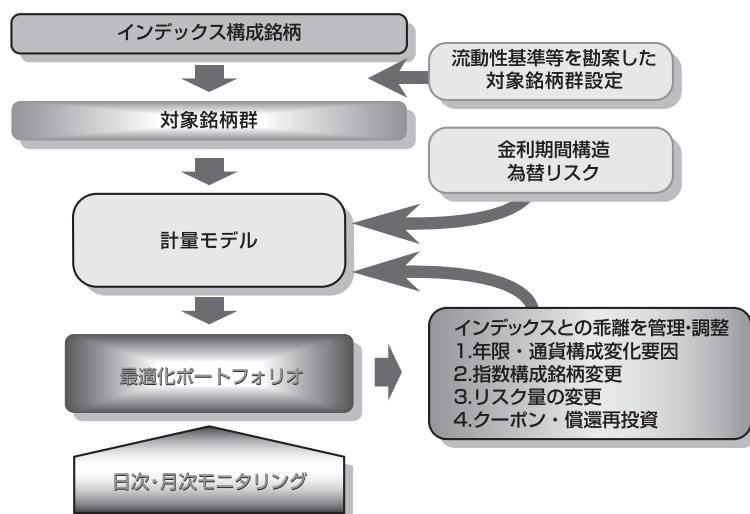 インデックス構成銘柄
流動性基準等を勘案した
対象銘柄群設定
対象銘柄群
金利期間構造
為替リスク
計量モデル
インデックスとの乖離を管理・調整
1.年限・通貨構成変化要因
2.指数構成銘柄変更
3.リスク量の変更
4.クーポン・償還再投資
最適化ポートフォリオ
日次・月次モニタリング